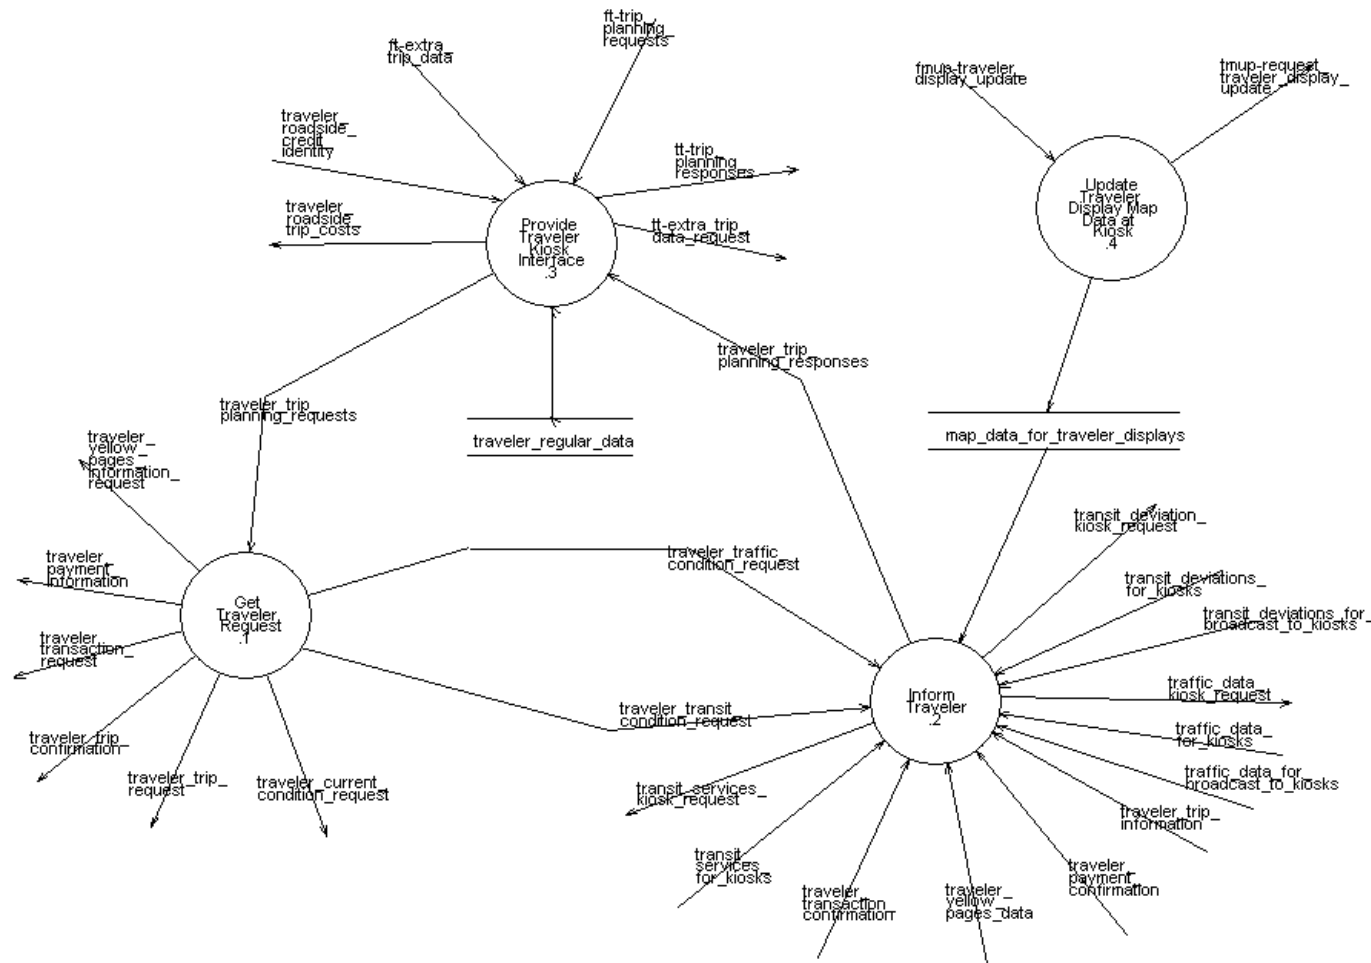 ft-trip_
planning_
requests
ft-extra_
trip_data
fmup-traveler_
display_update
tmup-request_
traveler_display_
update
traveler_
roadside_
credit_
identity
tt-trip_
planning_
responses
traveler_
roadside_
trip_costs
Provide
Traveler
Kiosk
Interface
.3
tt-extra_trip_
data_request
Update
Traveler
Display Map
Data at
Kiosk
.4
traveler_trip_
planning_responses
traveler_trip_
planning_requests
traveler_regular_data
map_data_for_traveler_displays
traveler_
yellow_
pages_
information_
request
transit_deviation_
kiosk_request
traveler_traffic_
condition_request
traveler_
payment_
information
transit_deviations_
for_kiosks
transit_deviations_for_
broadcast_to_kiosks
Get
Traveler
Request
.1
traveler_
transaction_
request
traffic_data_
kiosk_request
Inform
Traveler
.2
traveler_transit_
condition_request
traffic_data_
for_kiosks
traveler_trip_
confirmation
traveler_trip_
request
traveler_current_
condition_request
transit_services_
kiosk_request
traffic_data_for_
broadcast_to_kiosks
traveler_trip_
information
transit_
services_
for_kiosks
traveler_
transaction_
confirmation
traveler_
yellow_
pages_data
traveler_
payment_
confirmation